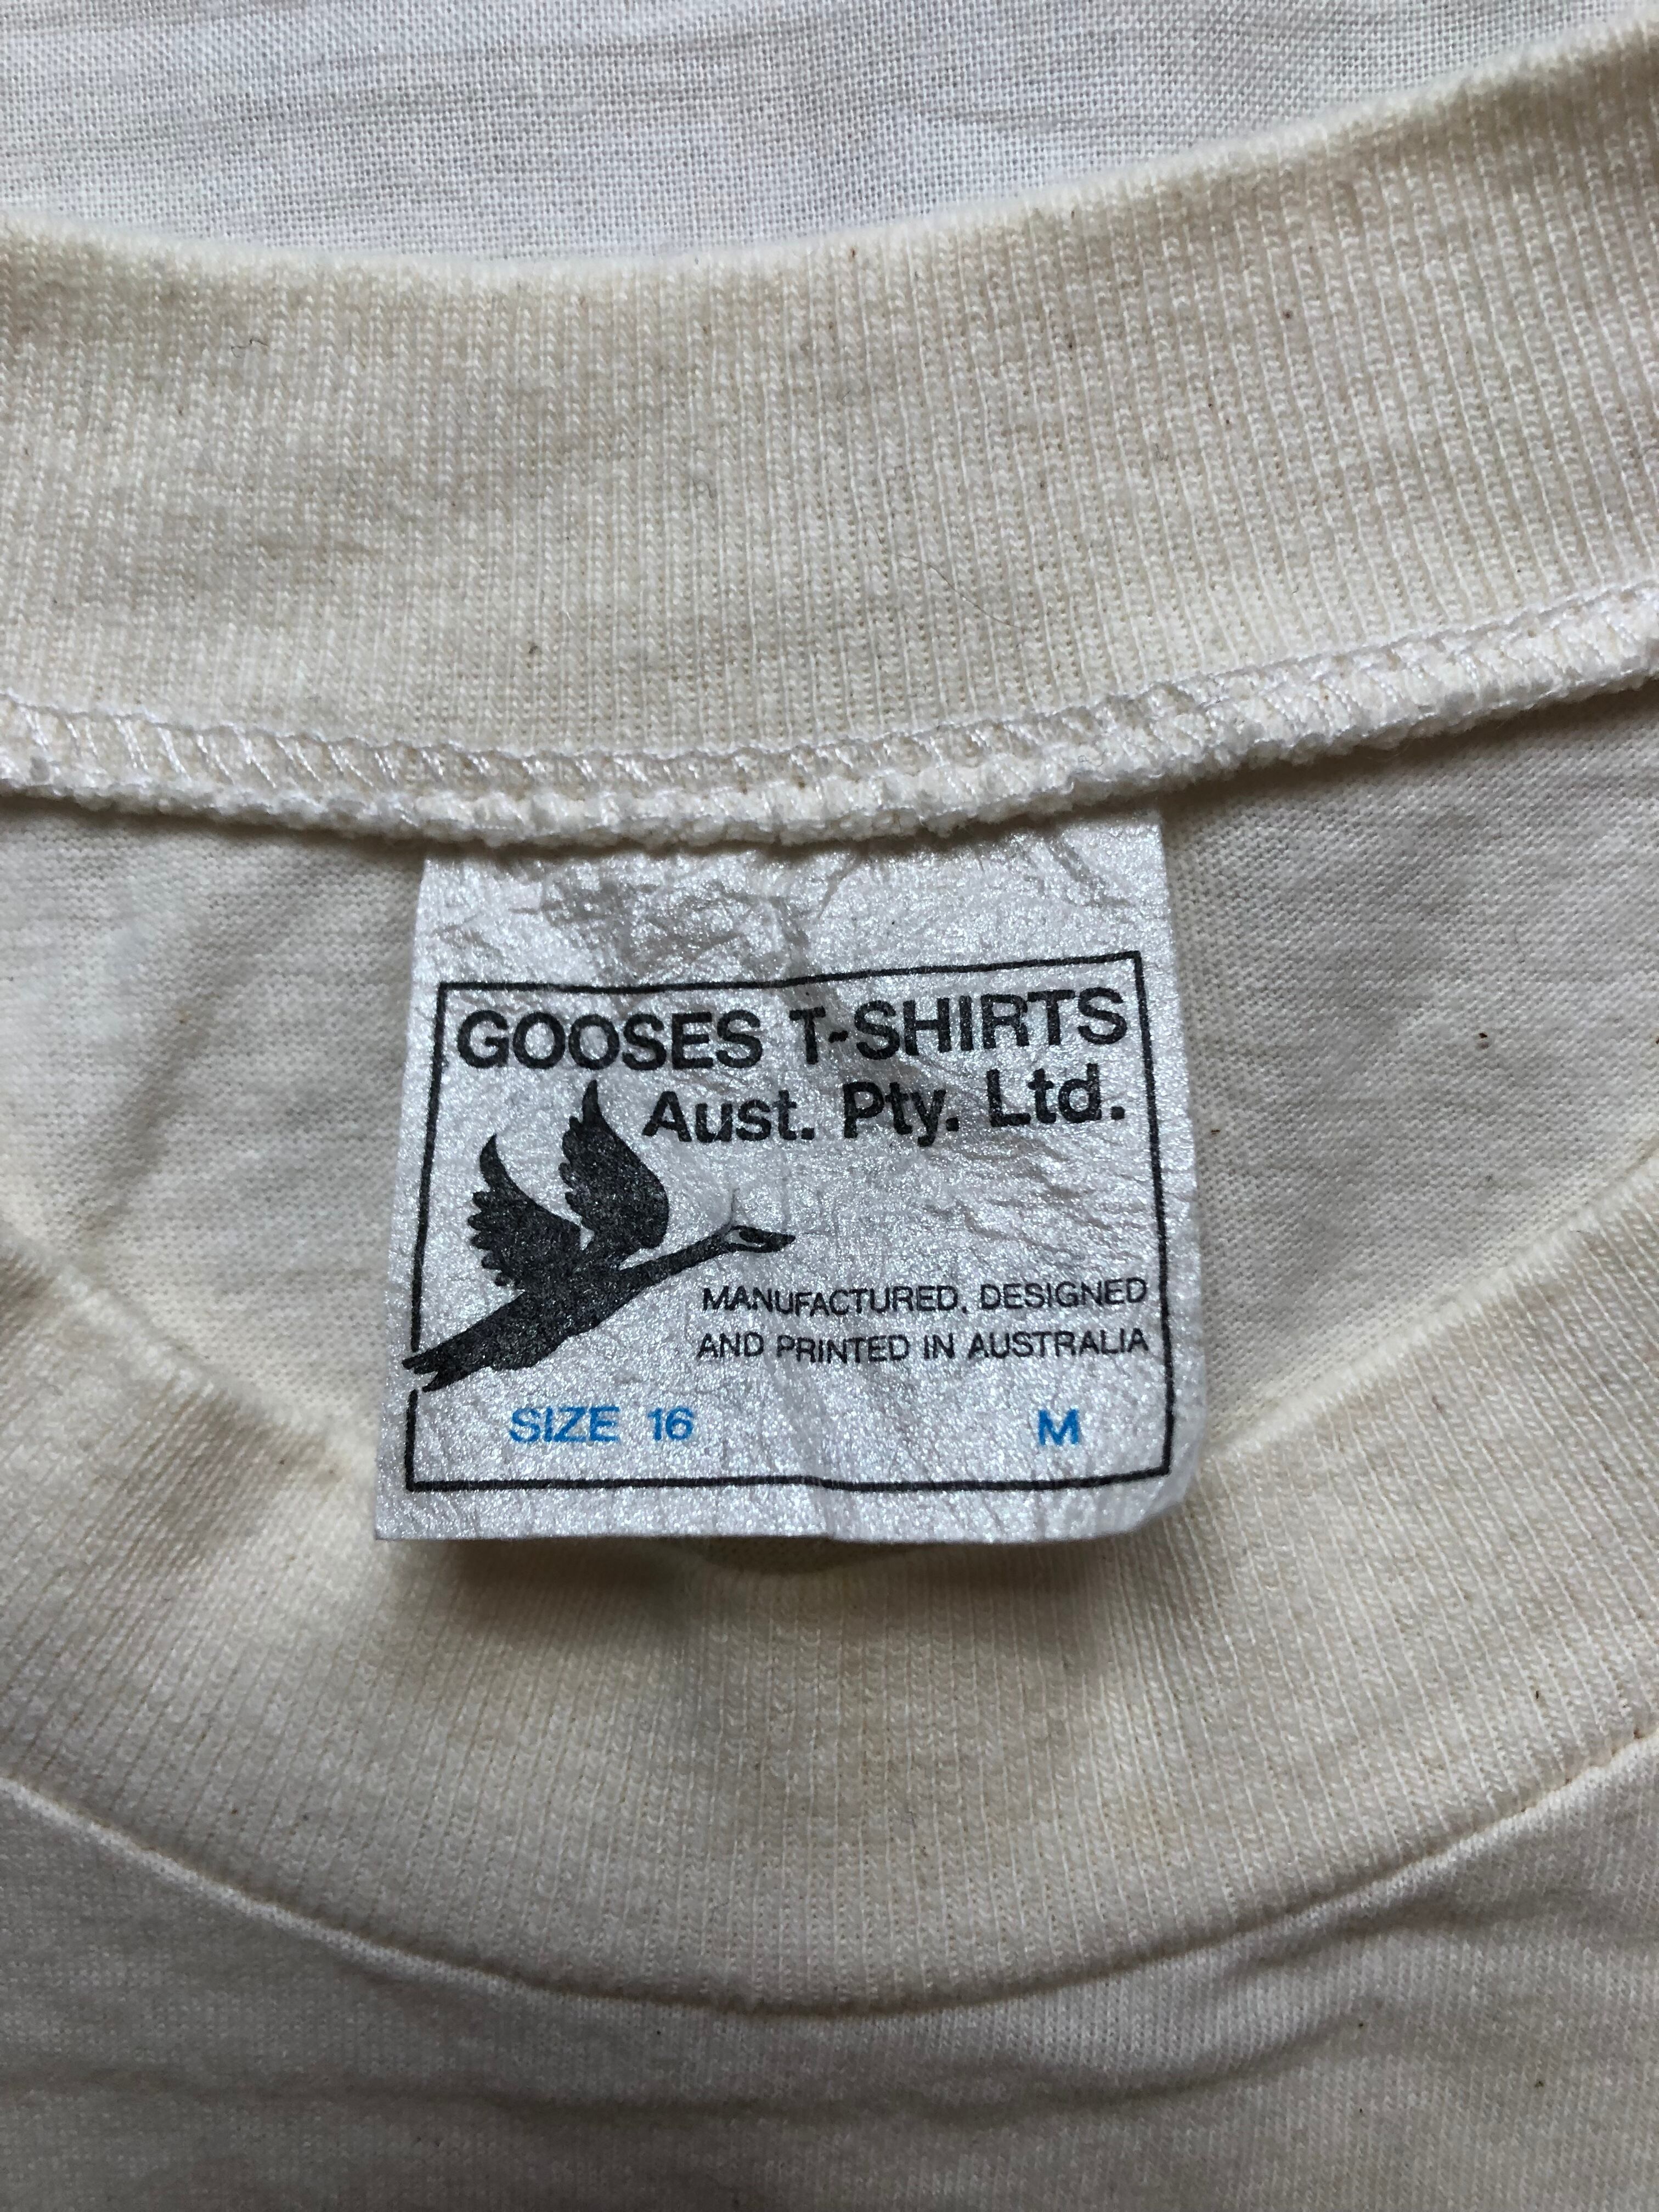 GOOSES T-SHIRTS
Aust. Pty. Ltd.
MANUFACTURED, DESIGNED
AND PRINTED IN AUSTRALIA
SIZE 16 M